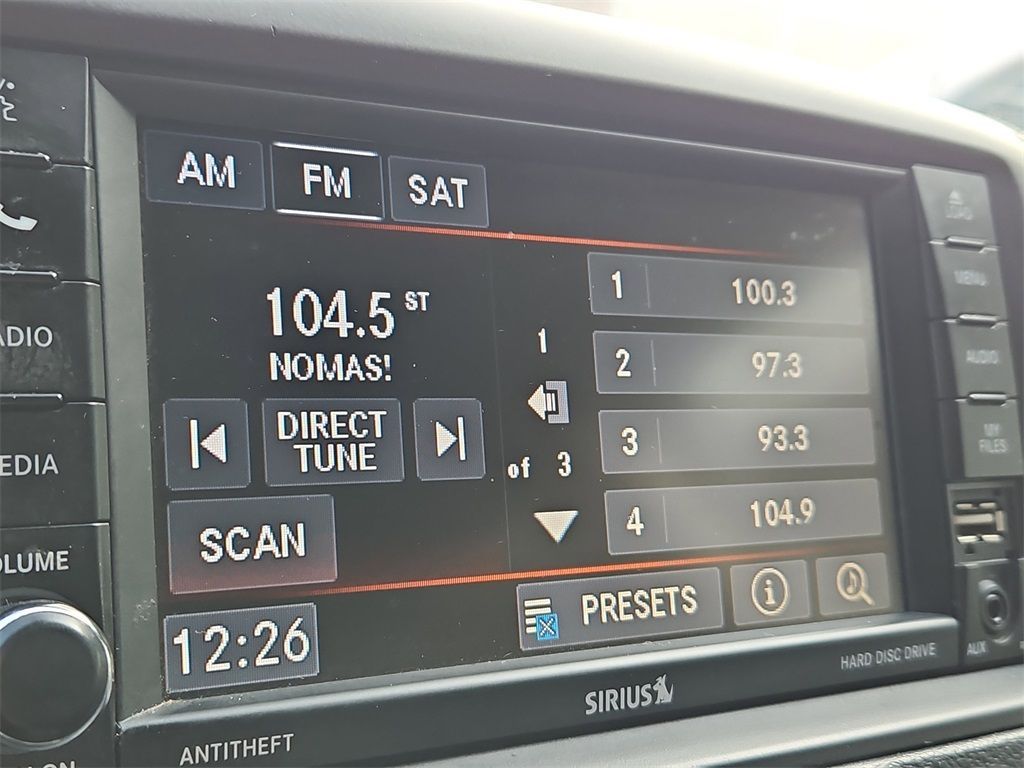 AM
FM
SAT
104.5 ST
NOMAS!
DIRECT
TUNE
SCAN
12:26
1
of 3
1 100.3
2 97.3
3 93.3
4 104.9
PRESETS
ADIO
EDIA
OLUME
LOAD
MENU
AUDIO
MY
FILES
AUX
HARD DISC DRIVE
SIRIUS
ANTITHEFT